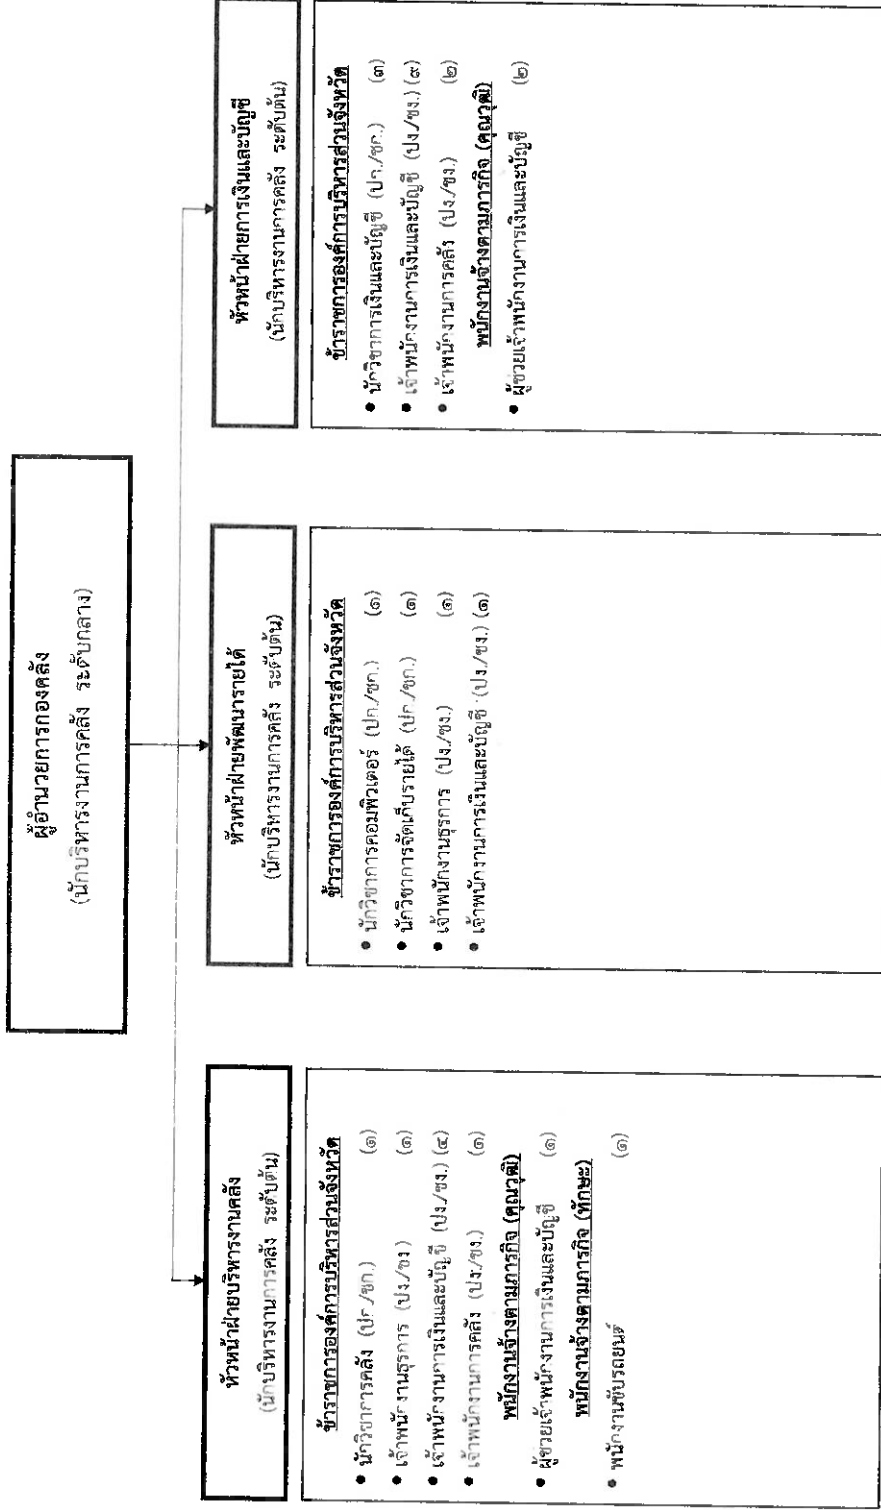 ผู้อำนวยการกองคลัง
(นักบริหารงานการคลัง ระดับกลาง)
หัวหน้าฝ่ายบริหารงานคลัง
(นักบริหารงานการคลัง ระดับต้น)
ข้าราชการองค์การบริหารส่วนจังหวัด
• นักวิชาการคลัง (ปก./ชก.) (๑)
• เจ้าพนักงานธุรการ (ปง./ชง) (๑)
• เจ้าพนักงานการเงินและบัญชี (ปง./ชง.) (๔)
• เจ้าพนักงานการคลัง (ปง./ชง.) (๑)
พนักงานจ้างตามภารกิจ (คุณวุฒิ)
• ผู้ช่วยเจ้าพนักงานการเงินและบัญชี (๑)
พนักงานจ้างตามภารกิจ (ทักษะ)
• พนักงานขับรถยนต์ (๑)
หัวหน้าฝ่ายพัฒนารายได้
(นักบริหารงานการคลัง ระดับต้น)
ข้าราชการองค์การบริหารส่วนจังหวัด
• นักวิชาการคอมพิวเตอร์ (ปก./ชก.) (๑)
• นักวิชาการจัดเก็บรายได้ (ปก./ชก.) (๑)
• เจ้าพนักงานธุรการ (ปง./ชง.) (๑)
• เจ้าพนักงานการเงินและบัญชี (ปง./ชง.) (๑)
หัวหน้าฝ่ายการเงินและบัญชี
(นักบริหารงานการคลัง ระดับต้น)
ข้าราชการองค์การบริหารส่วนจังหวัด
• นักวิชาการเงินและบัญชี (ปก./ชก.) (๓)
• เจ้าพนักงานการเงินและบัญชี (ปง./ชง.) (๙)
• เจ้าพนักงานการคลัง (ปง./ชง.) (๒)
พนักงานจ้างตามภารกิจ (คุณวุฒิ)
• ผู้ช่วยเจ้าพนักงานการเงินและบัญชี (๒)